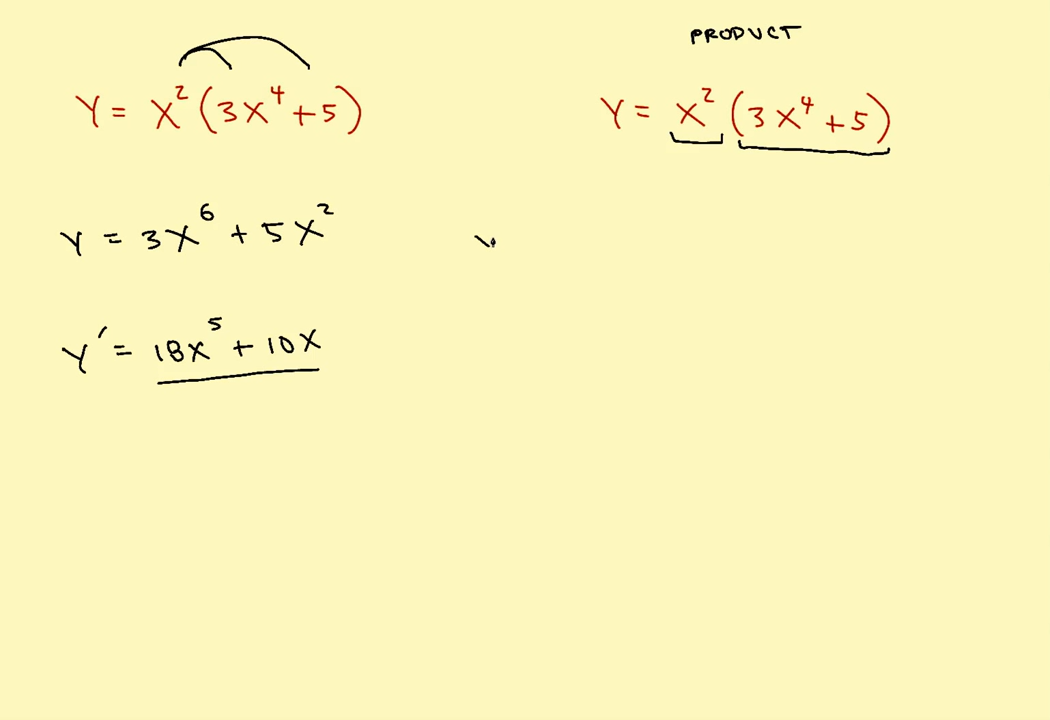 Y = X²(3X⁴+5)
Y = 3X⁶ + 5X²
Y′ = 18X⁵ + 10X
PRODUCT
Y = X²(3X⁴+5)